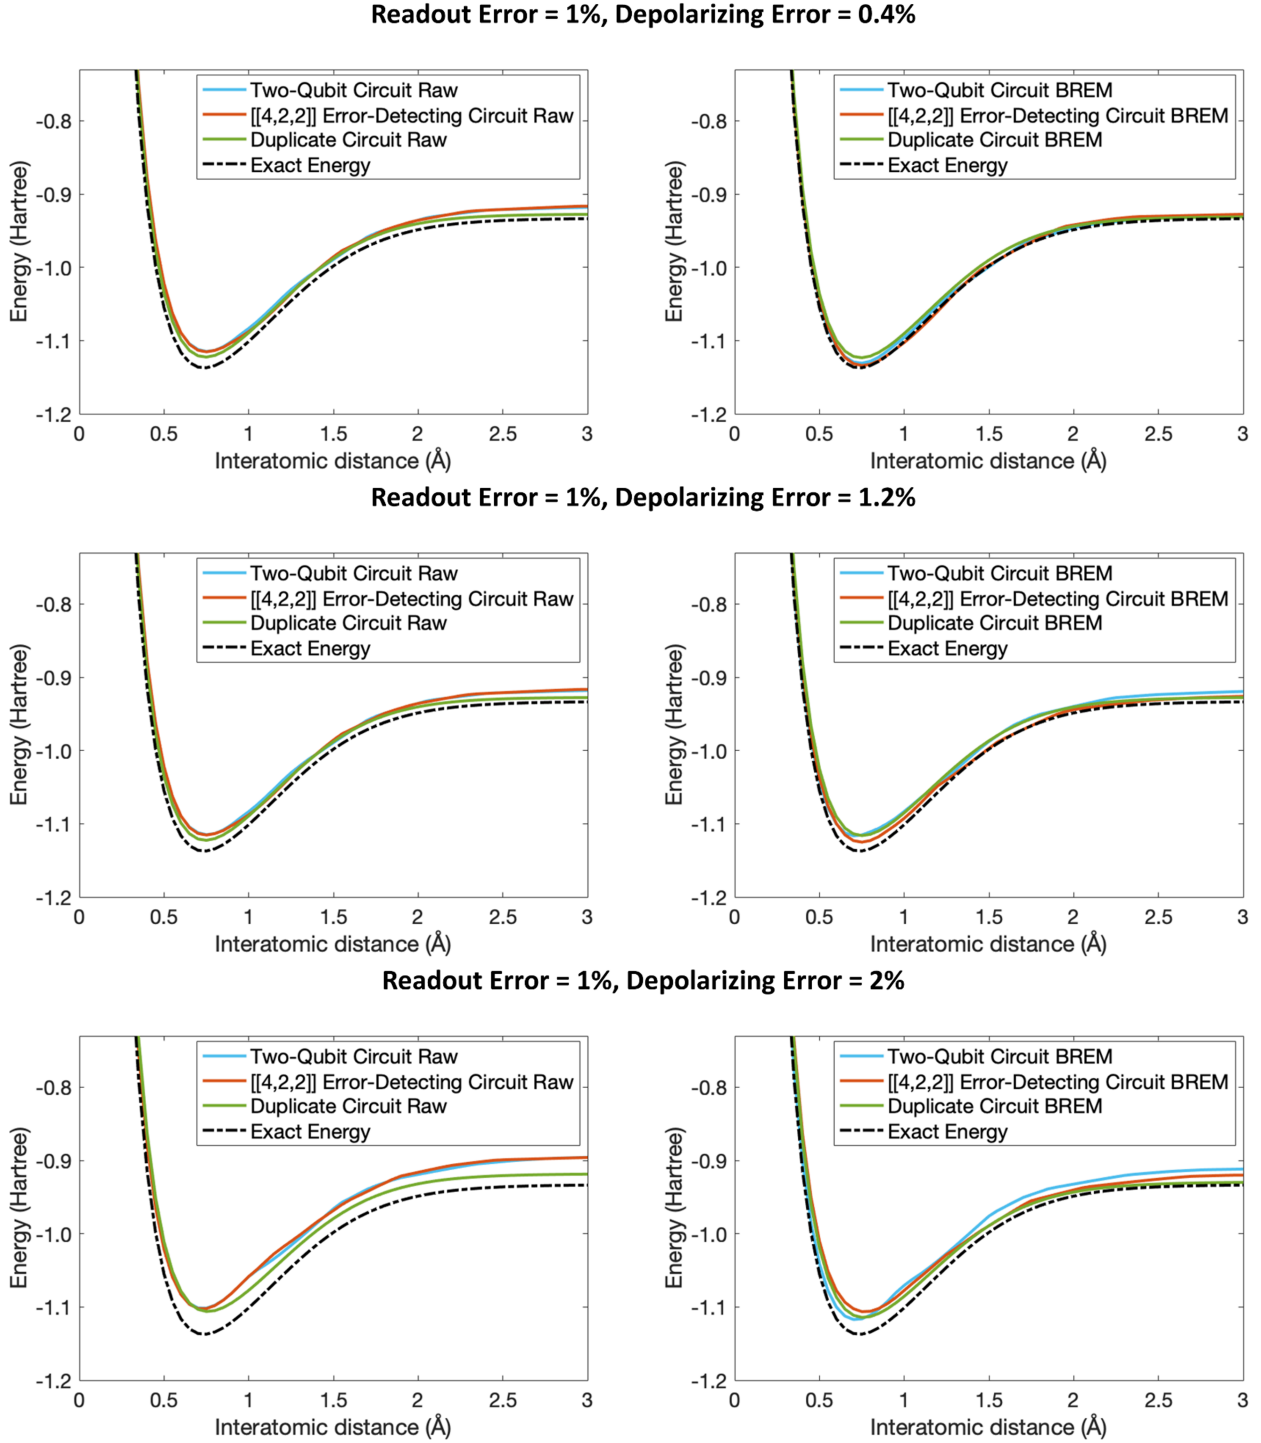 Readout Error = 1%, Depolarizing Error = 0.4%
Two-Qubit Circuit Raw
[[4,2,2]] Error-Detecting Circuit Raw
Duplicate Circuit Raw
Exact Energy
-0.8
-0.9
-1.0
-1.1
-1.2
Energy (Hartree)
0 0.5 1 1.5 2 2.5 3
Interatomic distance (Å)
Two-Qubit Circuit BREM
[[4,2,2]] Error-Detecting Circuit BREM
Duplicate Circuit BREM
Exact Energy
-0.8
-0.9
-1.0
-1.1
-1.2
Energy (Hartree)
0 0.5 1 1.5 2 2.5 3
Interatomic distance (Å)
Readout Error = 1%, Depolarizing Error = 1.2%
Two-Qubit Circuit Raw
[[4,2,2]] Error-Detecting Circuit Raw
Duplicate Circuit Raw
Exact Energy
-0.8
-0.9
-1.0
-1.1
-1.2
Energy (Hartree)
0 0.5 1 1.5 2 2.5 3
Interatomic distance (Å)
Two-Qubit Circuit BREM
[[4,2,2]] Error-Detecting Circuit BREM
Duplicate Circuit BREM
Exact Energy
-0.8
-0.9
-1.0
-1.1
-1.2
Energy (Hartree)
0 0.5 1 1.5 2 2.5 3
Interatomic distance (Å)
Readout Error = 1%, Depolarizing Error = 2%
Two-Qubit Circuit Raw
[[4,2,2]] Error-Detecting Circuit Raw
Duplicate Circuit Raw
Exact Energy
-0.8
-0.9
-1.0
-1.1
-1.2
Energy (Hartree)
0 0.5 1 1.5 2 2.5 3
Interatomic distance (Å)
Two-Qubit Circuit BREM
[[4,2,2]] Error-Detecting Circuit BREM
Duplicate Circuit BREM
Exact Energy
-0.8
-0.9
-1.0
-1.1
-1.2
Energy (Hartree)
0 0.5 1 1.5 2 2.5 3
Interatomic distance (Å)